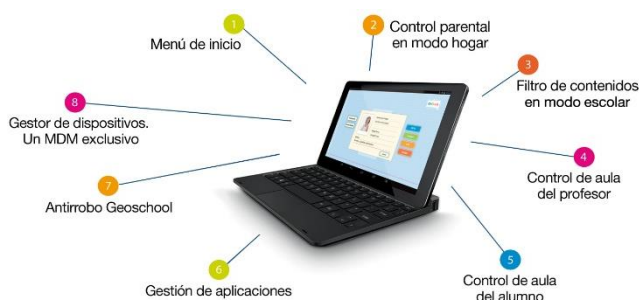 1
Menú de inicio
2
Control parental
en modo hogar
3
Filtro de contenidos
en modo escolar
4
Control de aula
del profesor
5
Control de aula
del alumno
6
Gestión de aplicaciones
7
Antirrobo Geoschool
8
Gestor de dispositivos.
Un MDM exclusivo